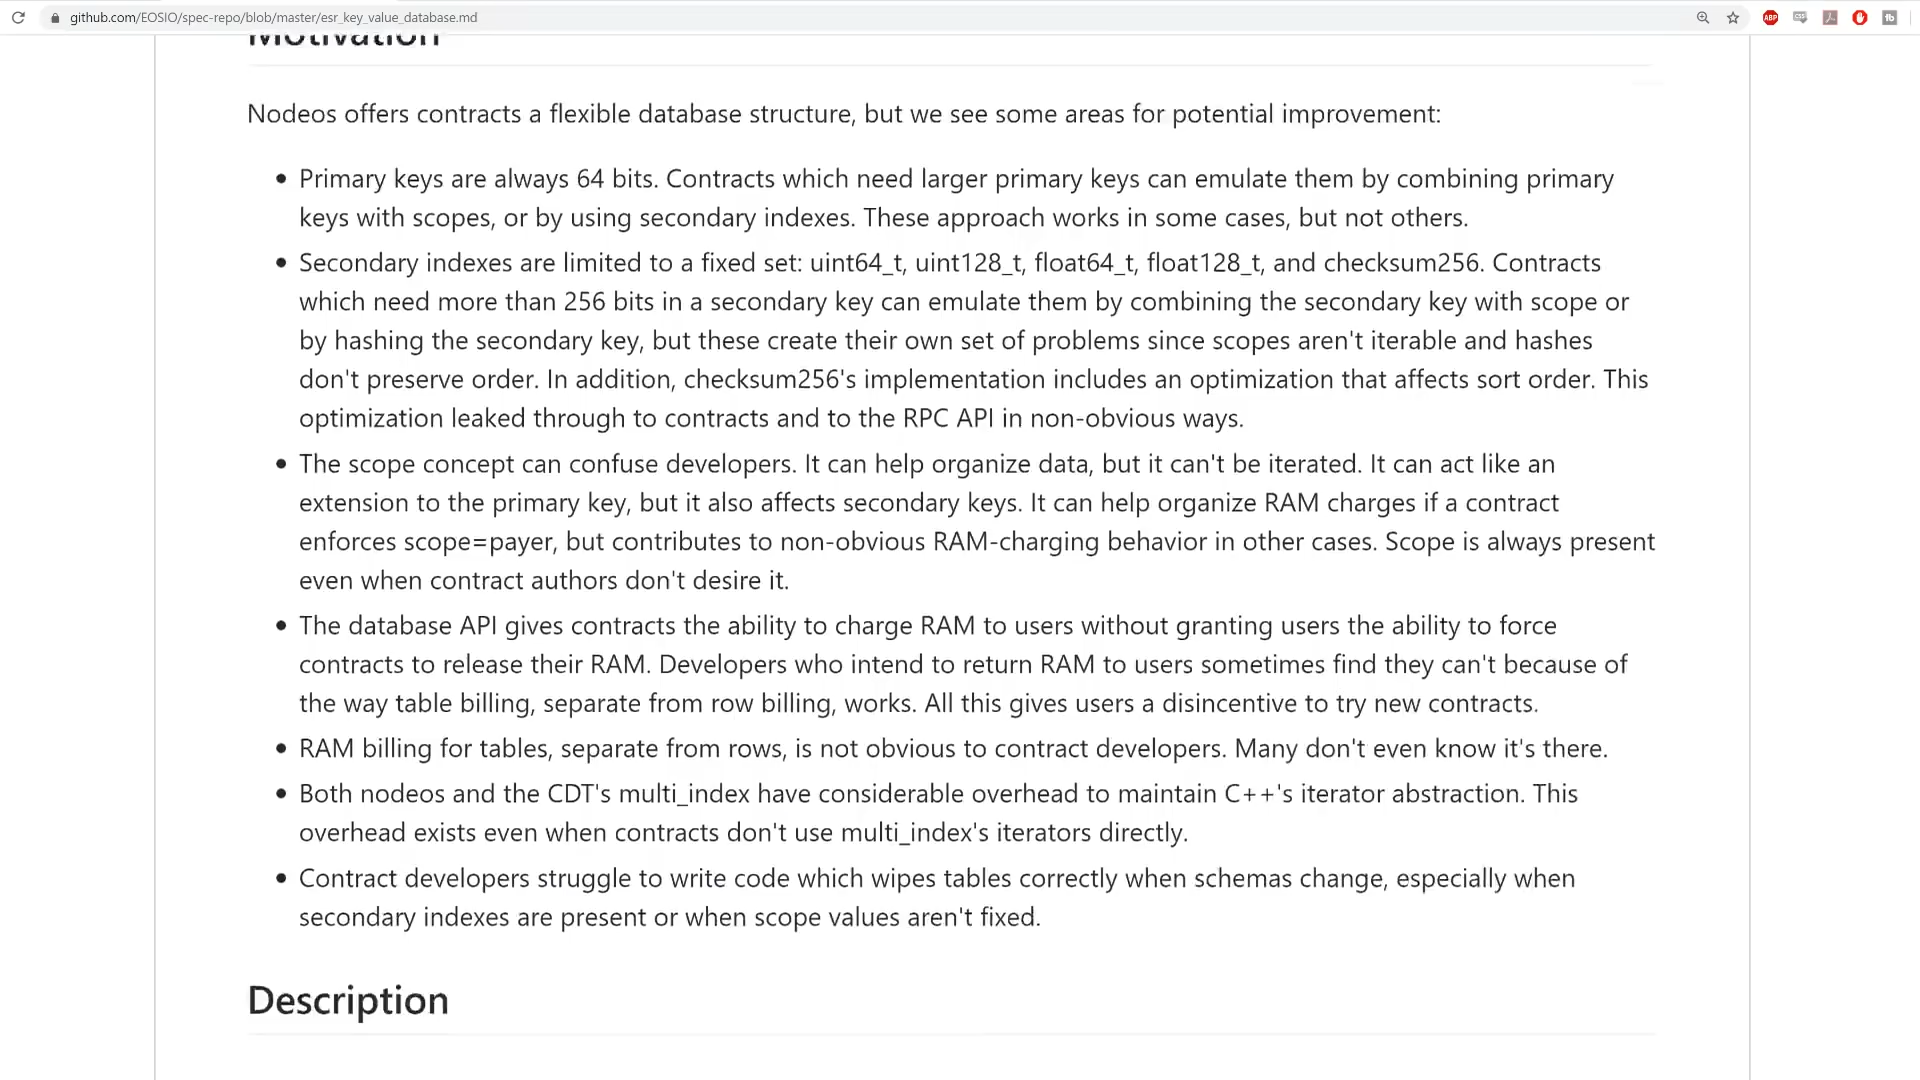 github.com/EOSIO/spec-repo/blob/master/esr_key_value_database.md
ABP
Motivation
Nodeos offers contracts a flexible database structure, but we see some areas for potential improvement:
Primary keys are always 64 bits. Contracts which need larger primary keys can emulate them by combining primary
keys with scopes, or by using secondary indexes. These approach works in some cases, but not others.
Secondary indexes are limited to a fixed set: uint64_t, uint128_t, float64_t, float128_t, and checksum256. Contracts
which need more than 256 bits in a secondary key can emulate them by combining the secondary key with scope or
by hashing the secondary key, but these create their own set of problems since scopes aren't iterable and hashes
don't preserve order. In addition, checksum256's implementation includes an optimization that affects sort order. This
optimization leaked through to contracts and to the RPC API in non-obvious ways.
The scope concept can confuse developers. It can help organize data, but it can't be iterated. It can act like an
extension to the primary key, but it also affects secondary keys. It can help organize RAM charges if a contract
enforces scope=payer, but contributes to non-obvious RAM-charging behavior in other cases. Scope is always present
even when contract authors don't desire it.
The database API gives contracts the ability to charge RAM to users without granting users the ability to force
contracts to release their RAM. Developers who intend to return RAM to users sometimes find they can't because of
the way table billing, separate from row billing, works. All this gives users a disincentive to try new contracts.
RAM billing for tables, separate from rows, is not obvious to contract developers. Many don't even know it's there.
Both nodeos and the CDT's multi_index have considerable overhead to maintain C++'s iterator abstraction. This
overhead exists even when contracts don't use multi_index's iterators directly.
Contract developers struggle to write code which wipes tables correctly when schemas change, especially when
secondary indexes are present or when scope values aren't fixed.
Description